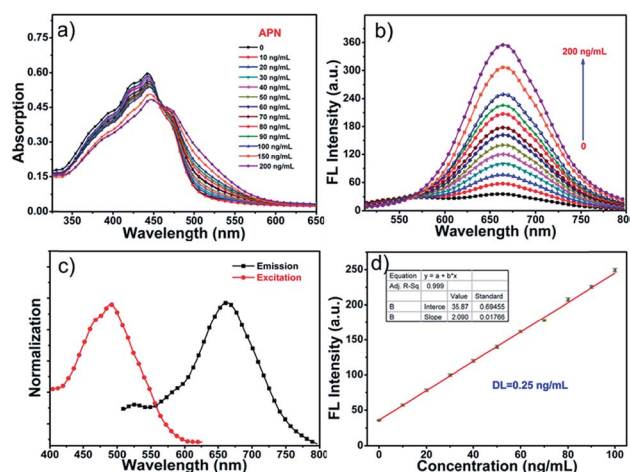 a)
APN
0
10 ng/mL
20 ng/mL
30 ng/mL
40 ng/mL
50 ng/mL
60 ng/mL
70 ng/mL
80 ng/mL
90 ng/mL
100 ng/mL
150 ng/mL
200 ng/mL
Absorption
0.60
0.45
0.30
0.15
0.00
350 400 450 500 550 600 650
Wavelength (nm)
b)
200 ng/mL
0
FL Intensity (a.u.)
360
300
240
180
120
60
0
500 550 600 650 700 750 800
Wavelength (nm)
c)
Emission
Excitation
Normalization
400 450 500 550 600 650 700 750 800
Wavelength (nm)
d)
Equation y = a + b*x
Adj. R-Sq 0.999
Value Standard
B Interce 35.87 0.69455
B Slope 2.090 0.01766
DL=0.25 ng/mL
FL Intensity (a.u.)
250
200
150
100
50
0
0 20 40 60 80 100
Concentration (ng/mL)